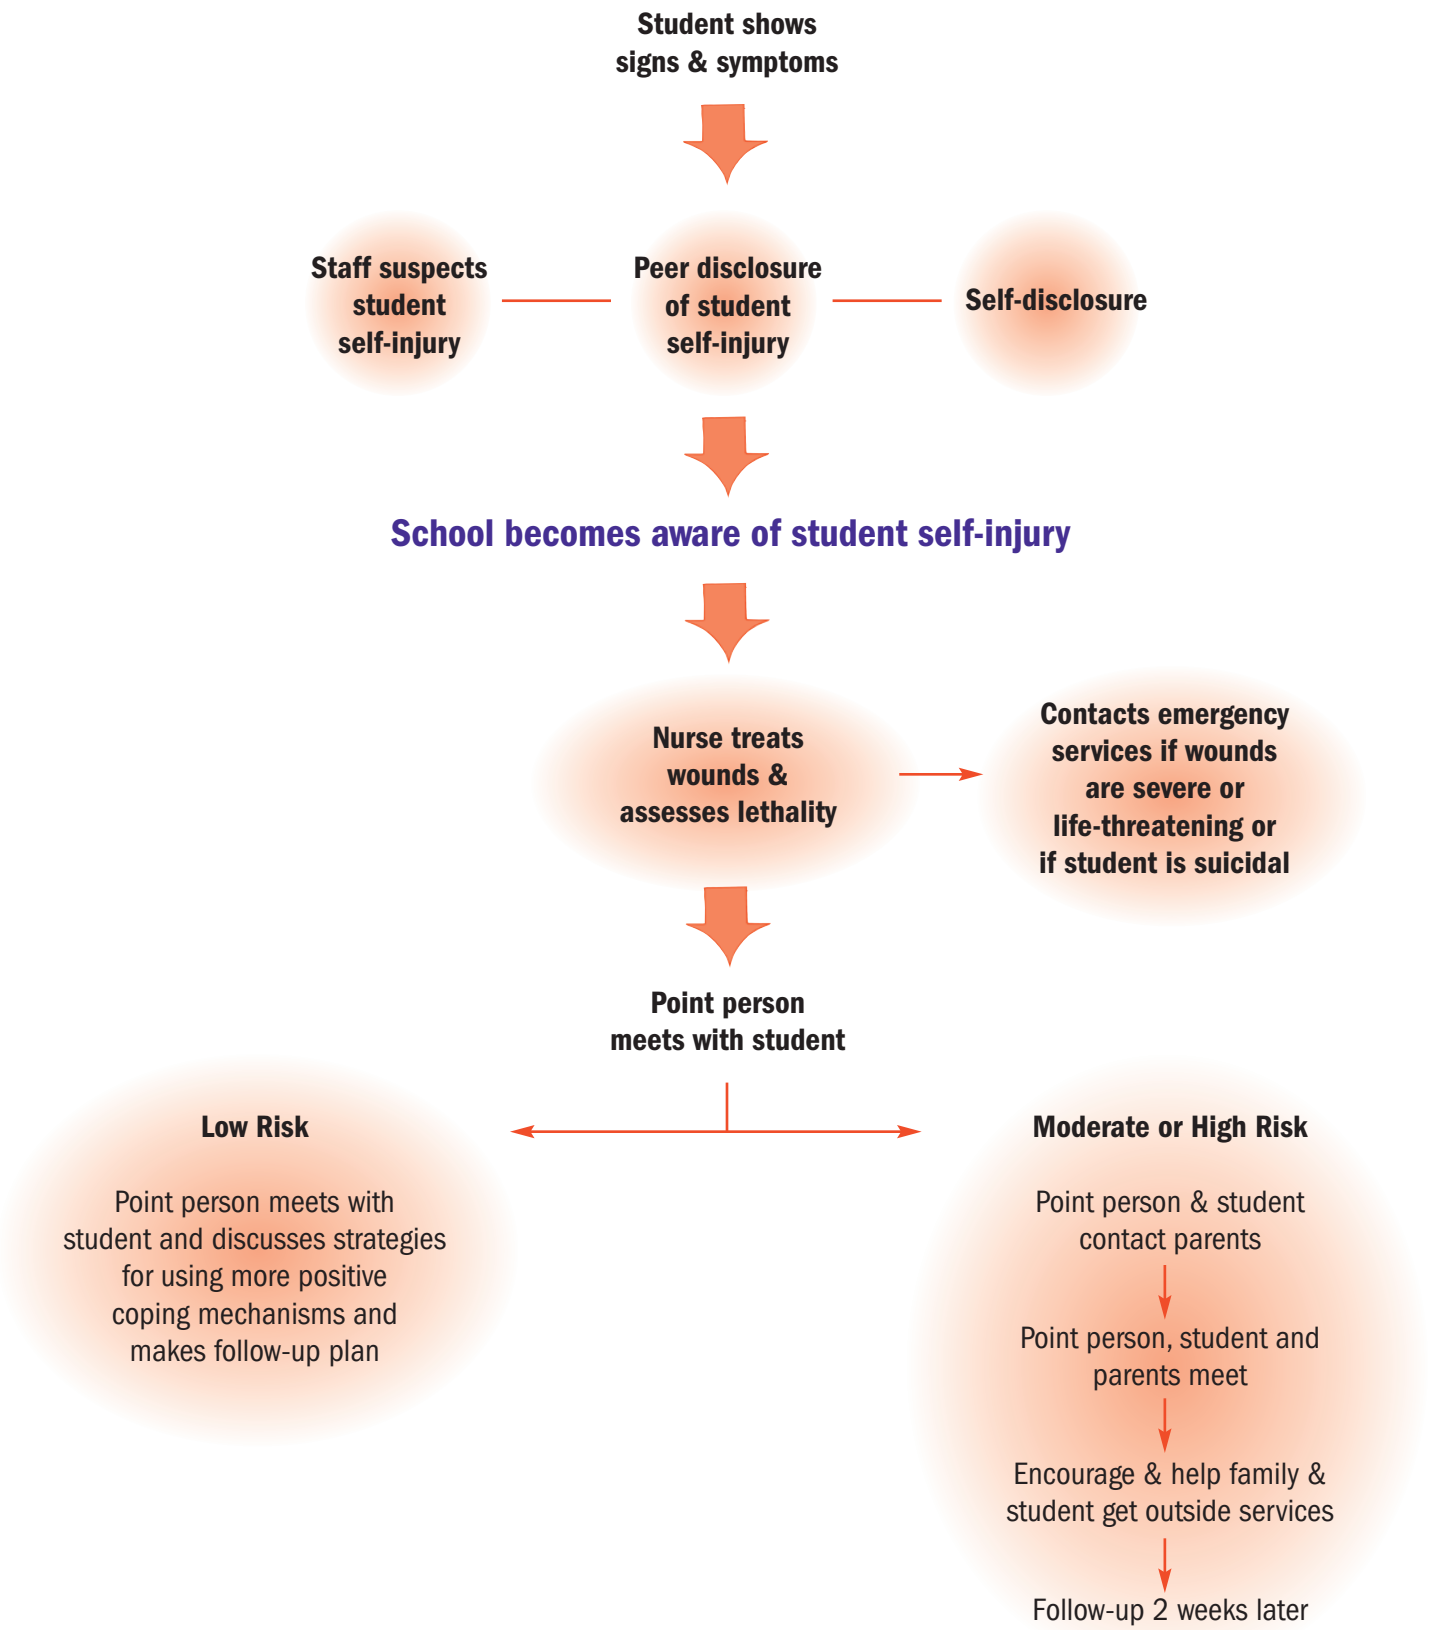 Student shows
signs & symptoms
Staff suspects
student
self-injury
Peer disclosure
of student
self-injury
Self-disclosure
School becomes aware of student self-injury
Nurse treats
wounds &
assesses lethality
Contacts emergency
services if wounds
are severe or
life-threatening or
if student is suicidal
Point person
meets with student
Low Risk
Point person meets with
student and discusses strategies
for using more positive
coping mechanisms and
makes follow-up plan
Moderate or High Risk
Point person & student
contact parents
Point person, student and
parents meet
Encourage & help family &
student get outside services
Follow-up 2 weeks later